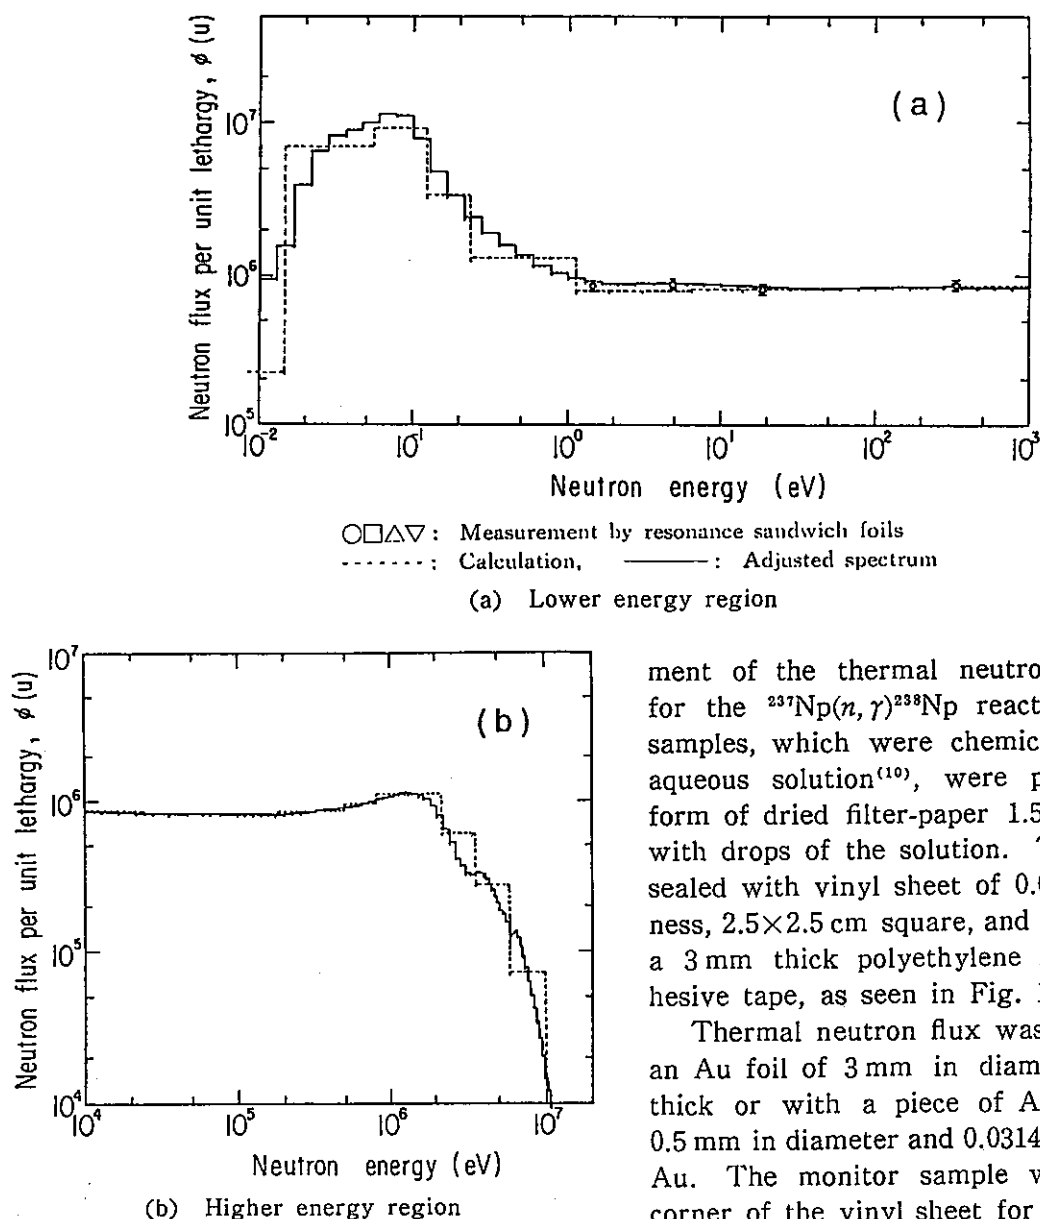 Neutron flux per unit lethargy, φ (u)
(a)
10⁷
10⁶
10⁵
10⁻² 10⁻¹ 10⁰ 10¹ 10² 10³
Neutron energy (eV)
○□△▽: Measurement by resonance sandwich foils
-----: Calculation, ———: Adjusted spectrum
(a) Lower energy region
Neutron flux per unit lethargy, φ(u)
(b)
10⁷
10⁶
10⁵
10⁴
10⁴ 10⁵ 10⁶ 10⁷
Neutron energy (eV)
(b) Higher energy region
ment of the thermal neutro
for the ²³⁷Np(n, γ)²³⁸Np react
samples, which were chemic
aqueous solution⁽¹⁰⁾, were p
form of dried filter-paper 1.5
with drops of the solution.
sealed with vinyl sheet of 0.0
ness, 2.5×2.5 cm square, and
a 3 mm thick polyethylene
hesive tape, as seen in Fig.
Thermal neutron flux was
an Au foil of 3 mm in diam
thick or with a piece of A
0.5 mm in diameter and 0.0314
Au. The monitor sample
corner of the vinyl sheet for